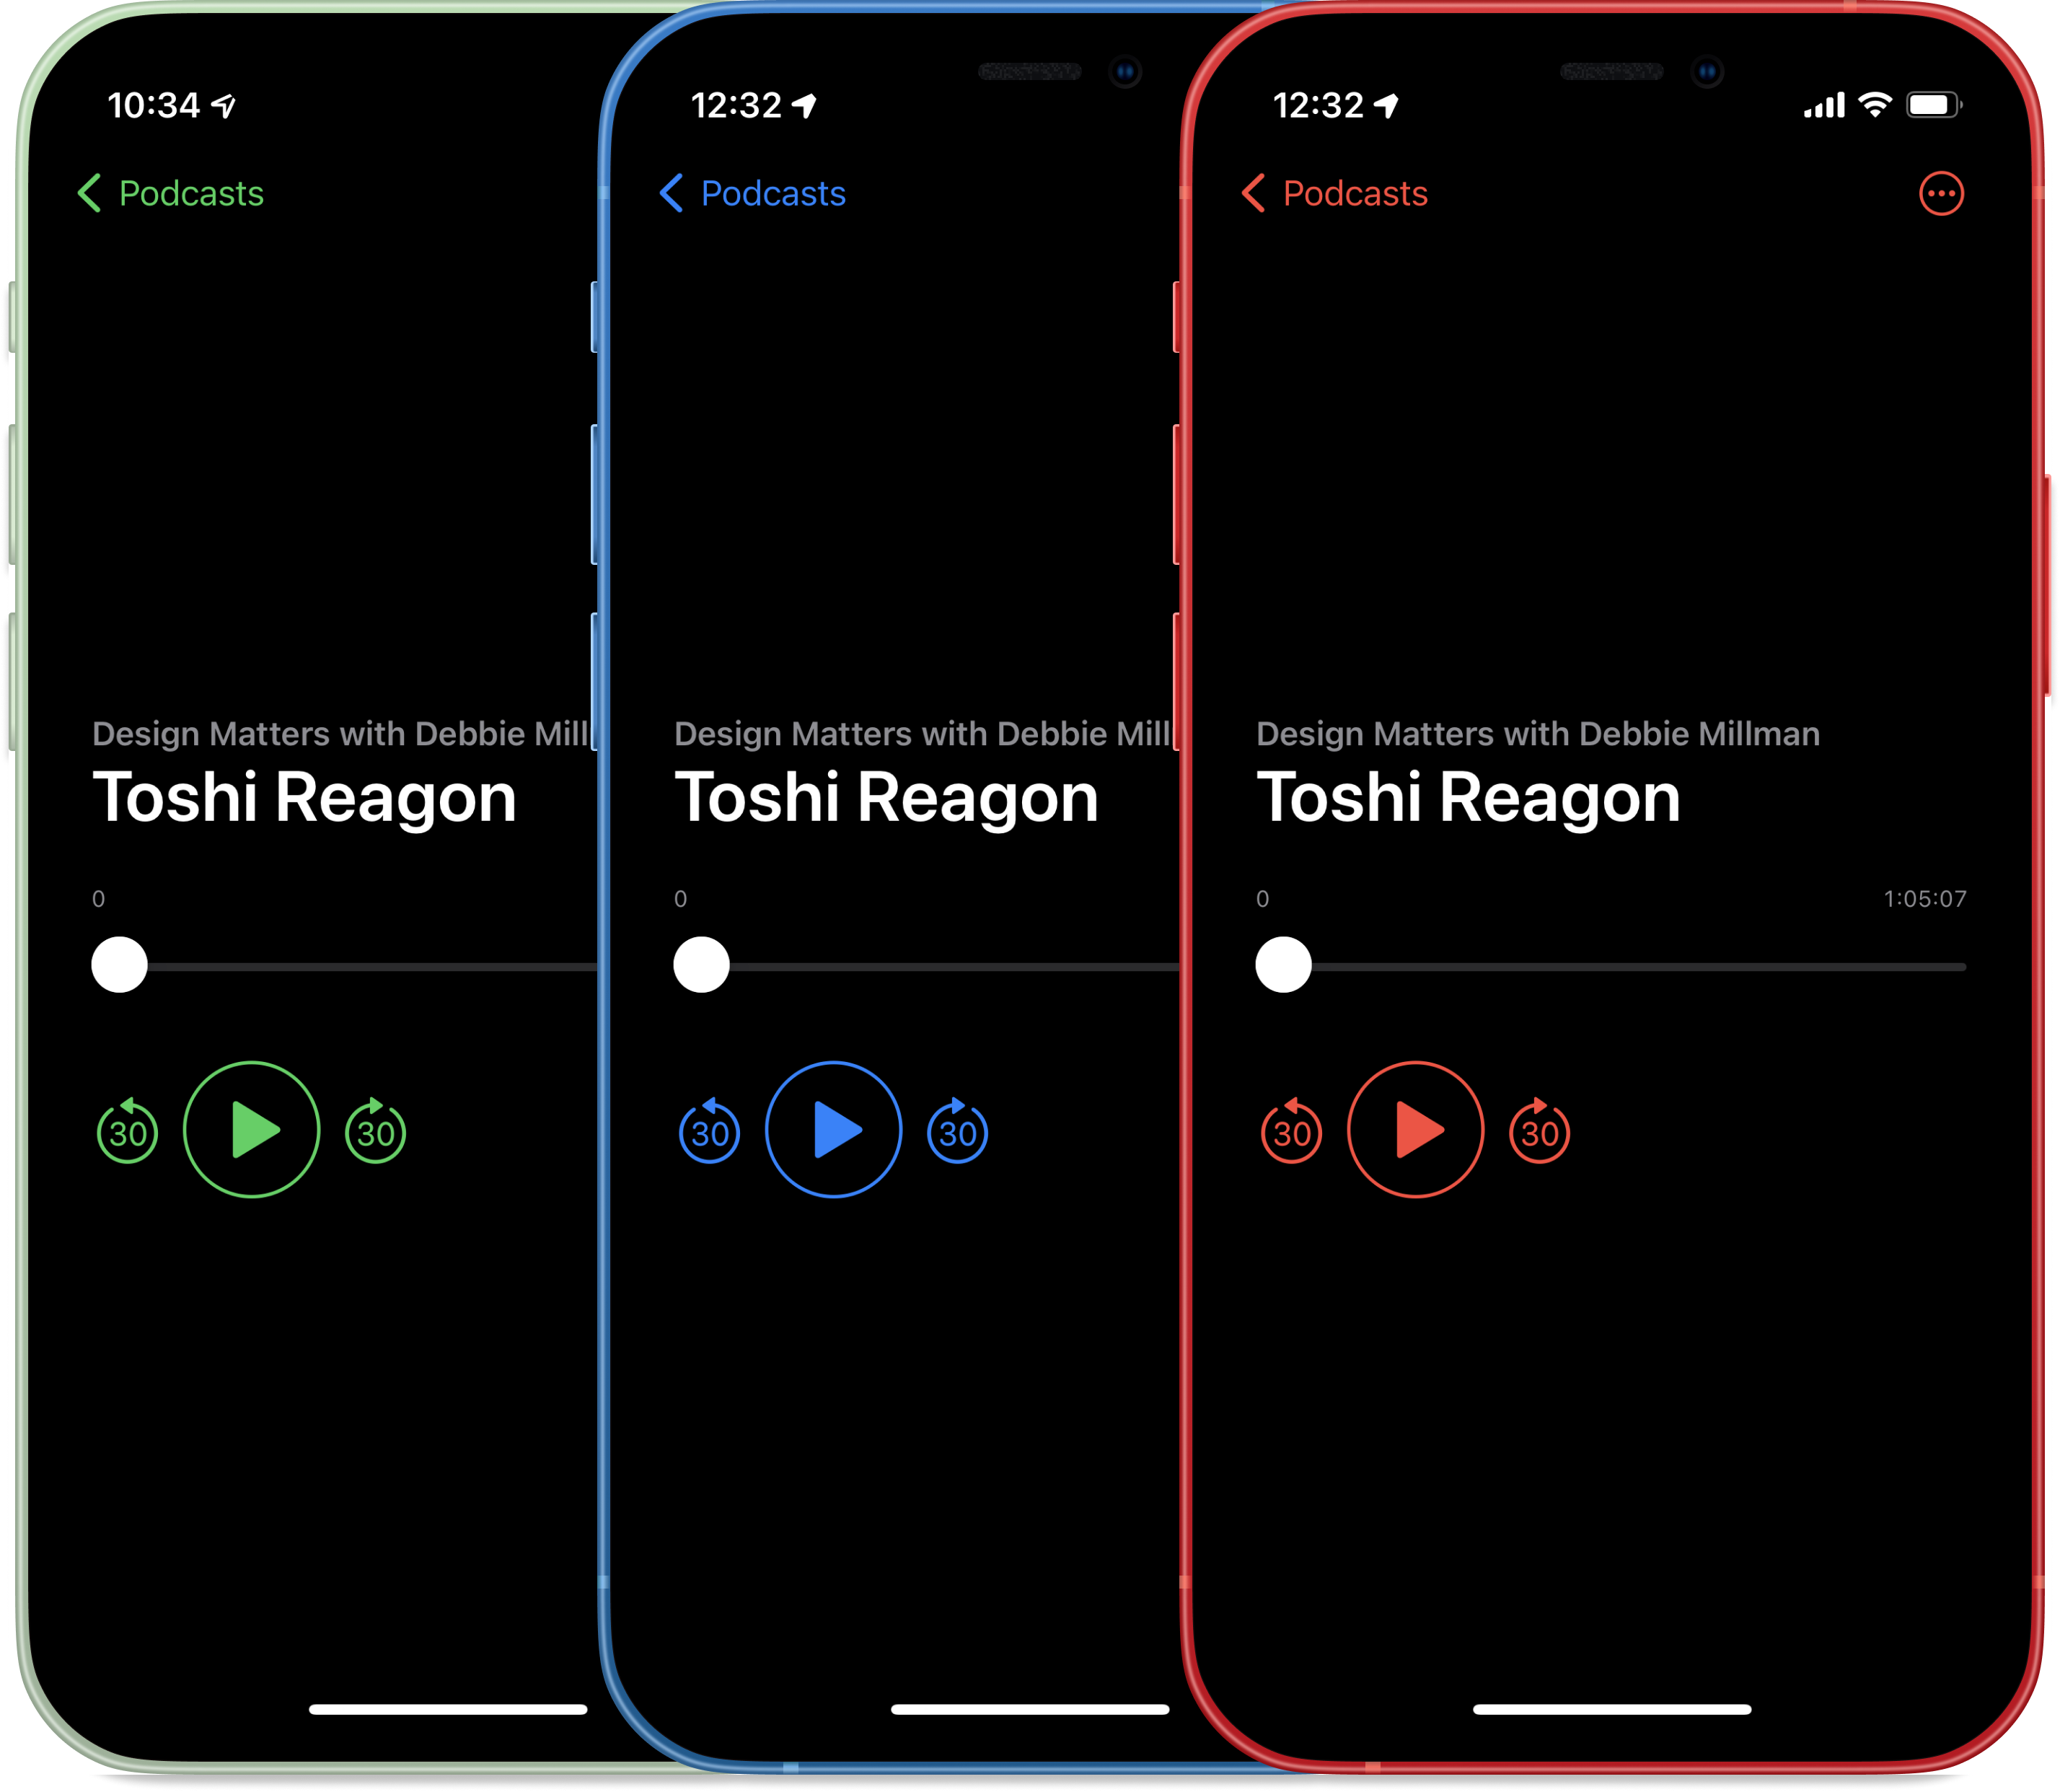 10:34
Podcasts
Design Matters with Debbie Mill
Toshi Reagon
0
30
30
12:32
Podcasts
Design Matters with Debbie Mill
Toshi Reagon
0
30
30
12:32
Podcasts
Design Matters with Debbie Millman
Toshi Reagon
0 1:05:07
30
30